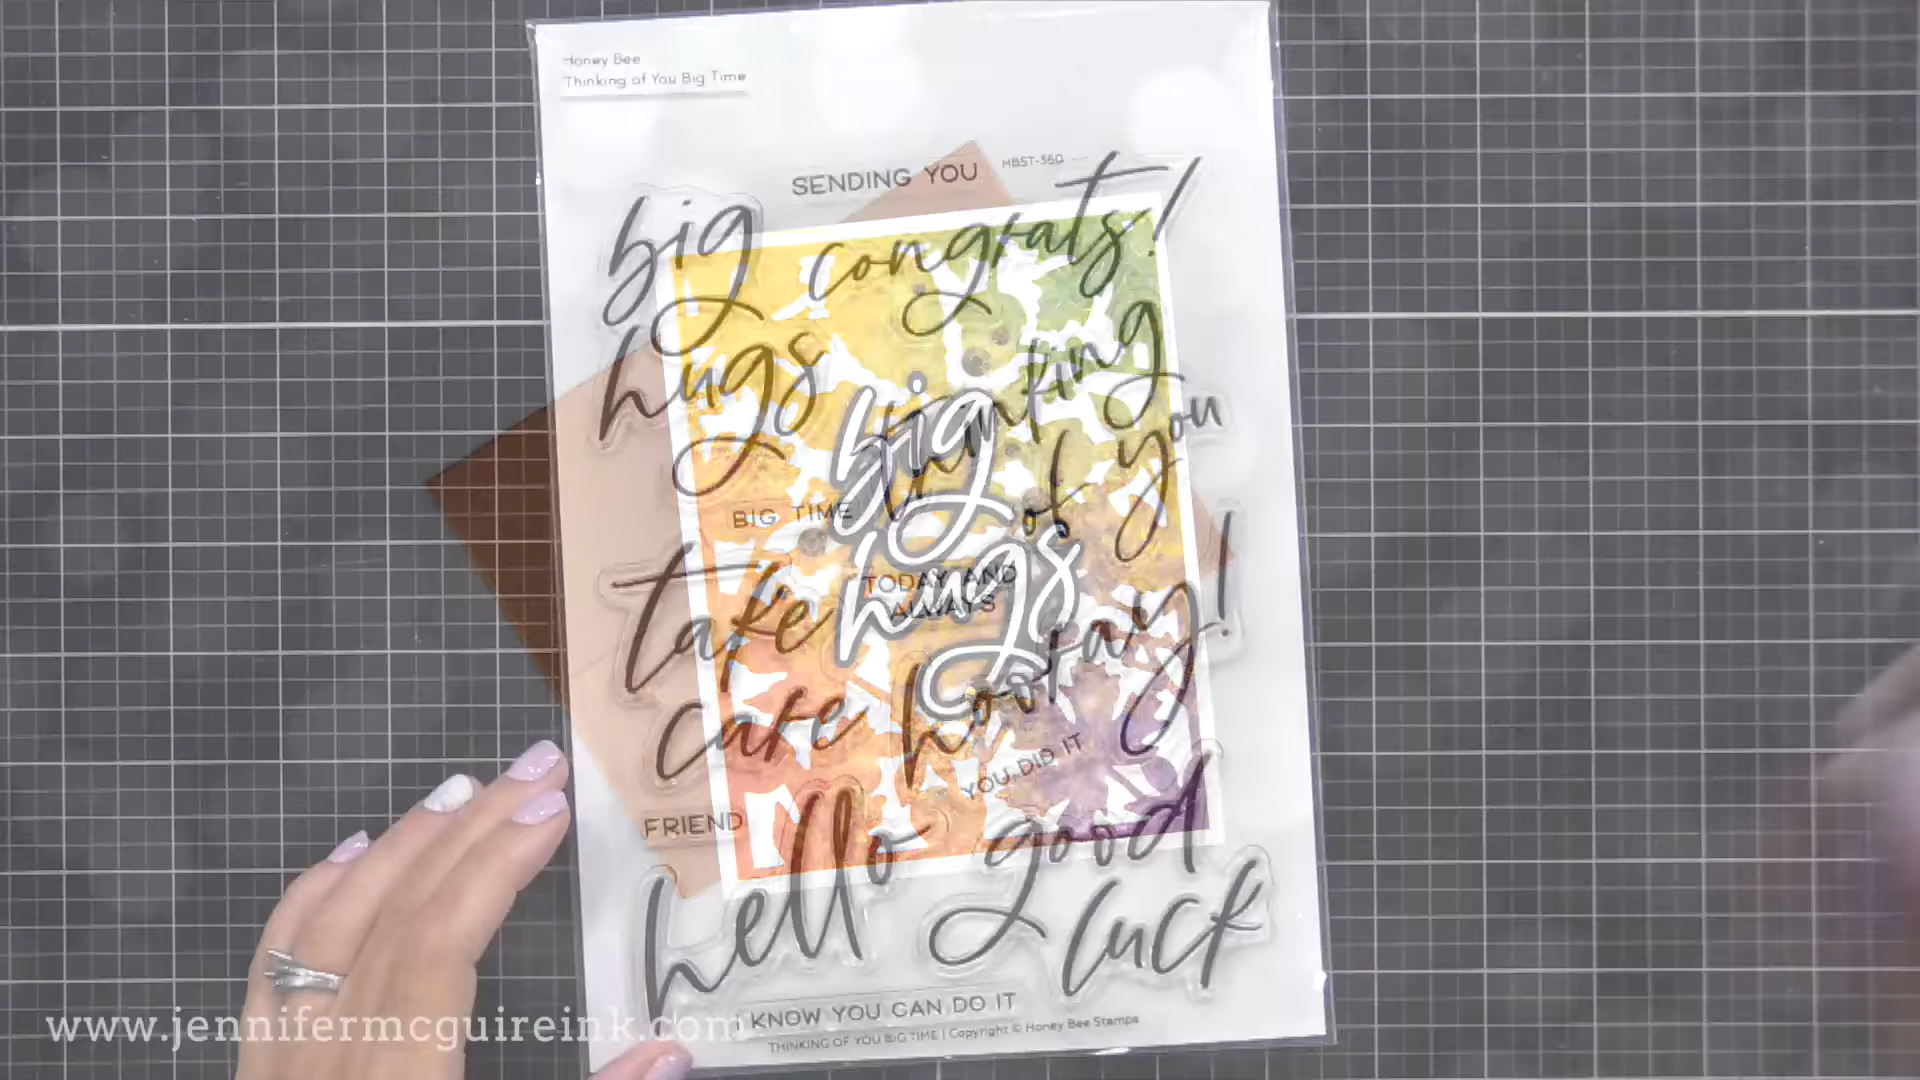 Honey Bee
Thinking of You Big Time
SENDING YOU
HBST-360
big
hugs
congrats!
thinking
of you
big
hugs
BIG TIME
TODAY AND
ALWAYS
take
care
hooray!
YOU DID IT
FRIEND
hello
good
luck
I KNOW YOU CAN DO IT
THINKING OF YOU BIG TIME | Copyright © Honey Bee Stamps
www.jennifermcguireink.com